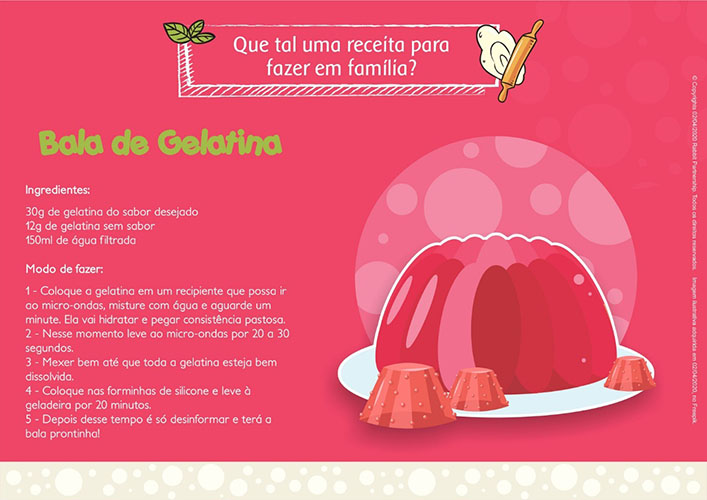 Que tal uma receita para
fazer em família?
Bala de Gelatina
Ingredientes:
30g de gelatina do sabor desejado
12g de gelatina sem sabor
150ml de água filtrada
Modo de fazer:
1 - Coloque a gelatina em um recipiente que possa ir
ao micro-ondas, misture com água e aguarde um
minute. Ela vai hidratar e pegar consistência pastosa.
2 - Nesse momento leve ao micro-ondas por 20 a 30
segundos.
3 - Mexer bem até que toda a gelatina esteja bem
dissolvida.
4 - Coloque nas forminhas de silicone e leve à
geladeira por 20 minutos.
5 - Depois desse tempo é só desinformar e terá a
bala prontinha!
© Copyrights 02/04/2020 Rabbit Partnership. Todos os direitos reservados. Imagem ilustrativa adquirida em 02/04/2020, no Freepik.